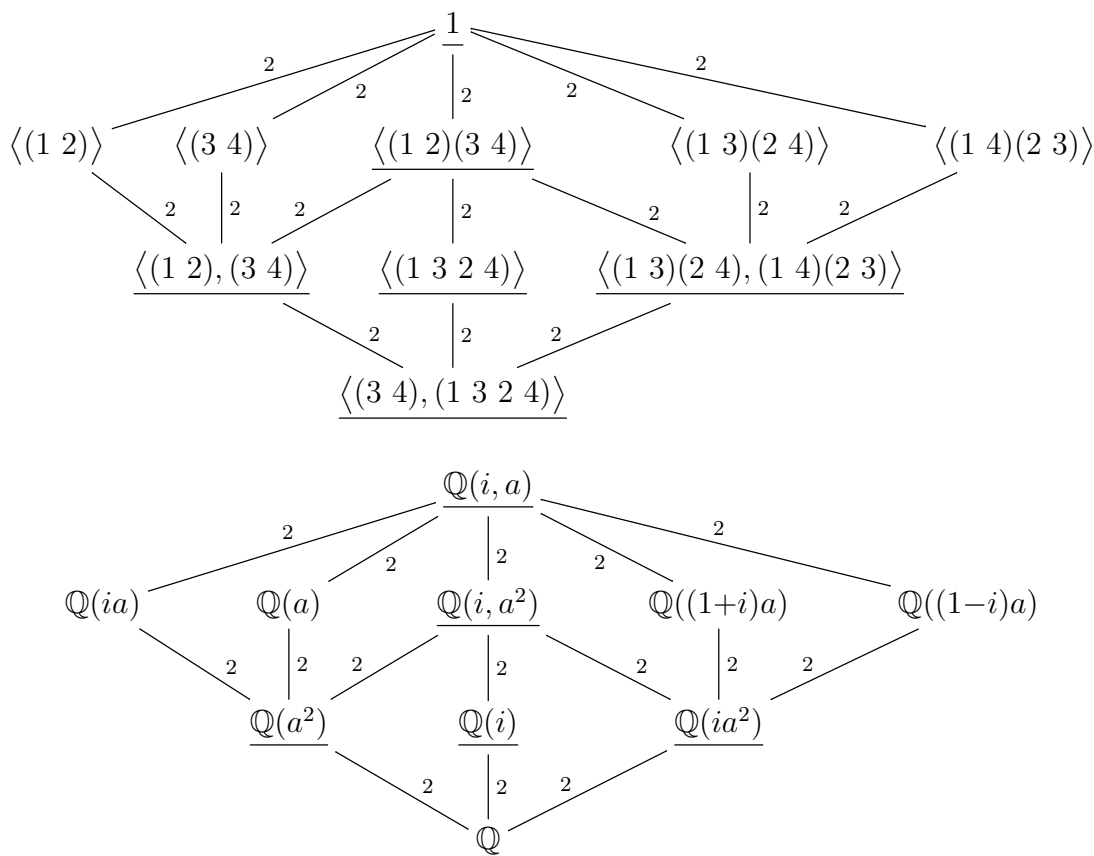 1
2 2 2 2 2
⟨(1 2)⟩ ⟨(3 4)⟩ ⟨(1 2)(3 4)⟩ ⟨(1 3)(2 4)⟩ ⟨(1 4)(2 3)⟩
2 2 2 2 2 2 2
⟨(1 2), (3 4)⟩ ⟨(1 3 2 4)⟩ ⟨(1 3)(2 4), (1 4)(2 3)⟩
2 2 2
⟨(3 4), (1 3 2 4)⟩
ℚ(i, a)
2 2 2 2 2
ℚ(ia) ℚ(a) ℚ(i, a²) ℚ((1+i)a) ℚ((1−i)a)
2 2 2 2 2 2 2
ℚ(a²) ℚ(i) ℚ(ia²)
2 2 2
ℚ